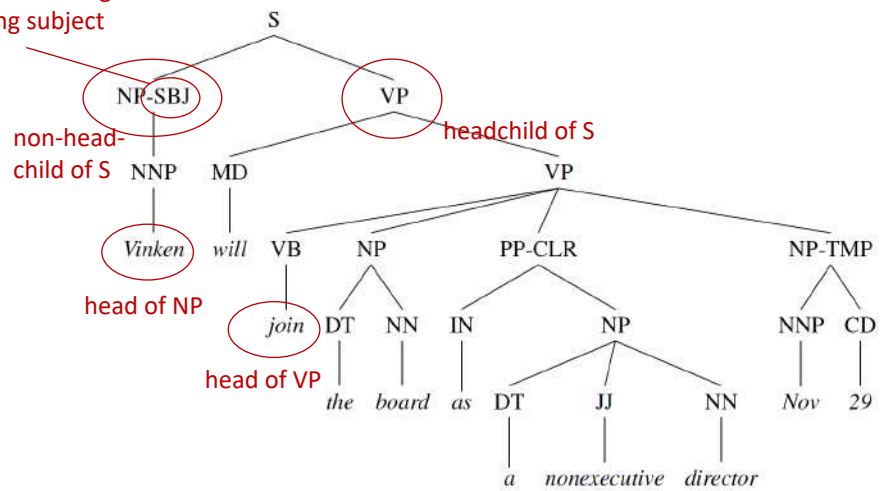 ng subject
S
NP-SBJ VP
non-head-
child of S
headchild of S
NNP MD VP
Vinken will VB NP PP-CLR NP-TMP
head of NP
join DT NN IN NP NNP CD
head of VP
the board as DT JJ NN Nov 29
a nonexecutive director